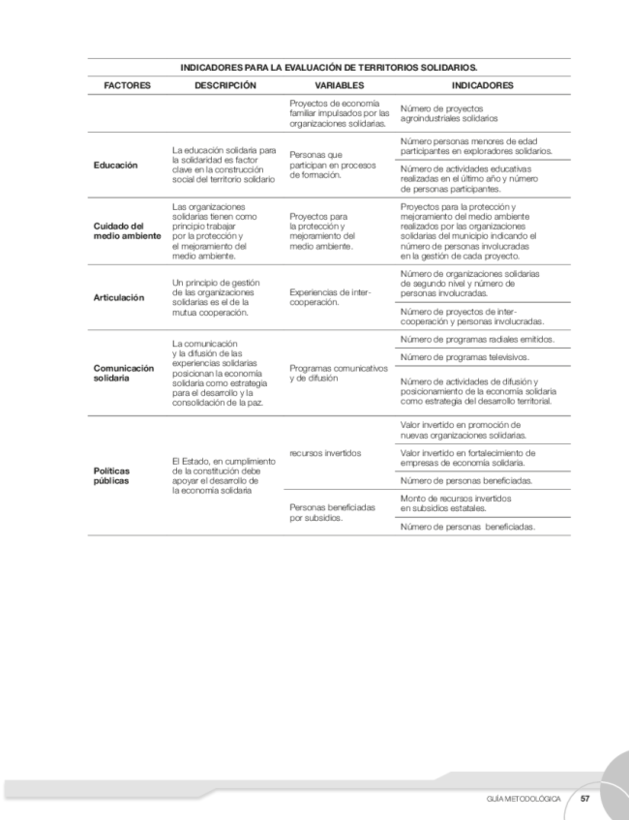 INDICADORES PARA LA EVALUACIÓN DE TERRITORIOS SOLIDARIOS.
FACTORES DESCRIPCIÓN VARIABLES INDICADORES
Proyectos de economía
familiar impulsados por las
organizaciones solidarias.
Número de proyectos
agroindustriales solidarios
Educación
La educación solidaria para
la solidaridad es factor
clave en la construcción
social del territorio solidario
Personas que
participan en procesos
de formación.
Número personas menores de edad
participantes en exploradores solidarios.
Número de actividades educativas
realizadas en el último año y número
de personas participantes.
Cuidado del
medio ambiente
Las organizaciones
solidarias tienen como
principio trabajar
por la protección y
el mejoramiento del
medio ambiente.
Proyectos para
la protección y
mejoramiento del
medio ambiente.
Proyectos para la protección y
mejoramiento del medio ambiente
realizados por las organizaciones
solidarias del municipio indicando el
número de personas involucradas
en la gestión de cada proyecto.
Articulación
Un principio de gestión
de las organizaciones
solidarias es el de la
mutua cooperación.
Experiencias de inter-
cooperación.
Número de organizaciones solidarias
de segundo nivel y número de
personas involucradas.
Número de proyectos de inter-
cooperación y personas involucradas.
Comunicación
solidaria
La comunicación
y la difusión de las
experiencias solidarias
posicionan la economía
solidaria como estrategia
para el desarrollo y la
consolidación de la paz.
Programas comunicativos
y de difusión
Número de programas radiales emitidos.
Número de programas televisivos.
Número de actividades de difusión y
posicionamiento de la economía solidaria
como estrategia del desarrollo territorial.
Políticas
públicas
El Estado, en cumplimiento
de la constitución debe
apoyar el desarrollo de
la economía solidaria
recursos invertidos
Valor invertido en promoción de
nuevas organizaciones solidarias.
Valor invertido en fortalecimiento de
empresas de economía solidaria.
Número de personas beneficiadas.
Personas beneficiadas
por subsidios.
Monto de recursos invertidos
en subsidios estatales.
Número de personas beneficiadas.
GUÍA METODOLÓGICA 57